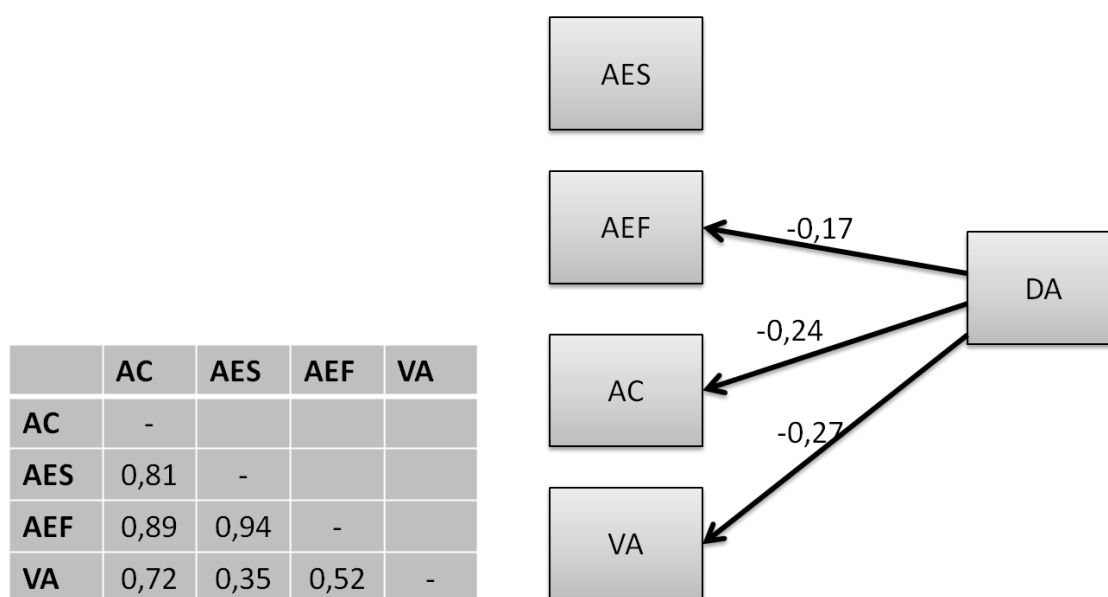 AES
AEF
-0,17
DA
-0,24
AC
-0,27
VA
AC AES AEF VA
AC -
AES 0,81 -
AEF 0,89 0,94 -
VA 0,72 0,35 0,52 -